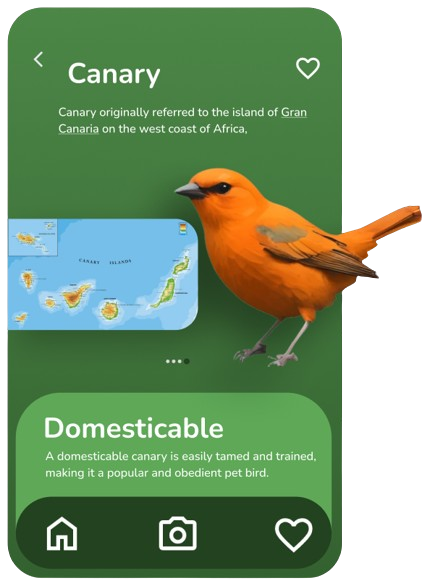 Canary
Canary originally referred to the island of Gran
Canaria on the west coast of Africa,
CANARY ISLANDS
Domesticable
A domesticable canary is easily tamed and trained,
making it a popular and obedient pet bird.